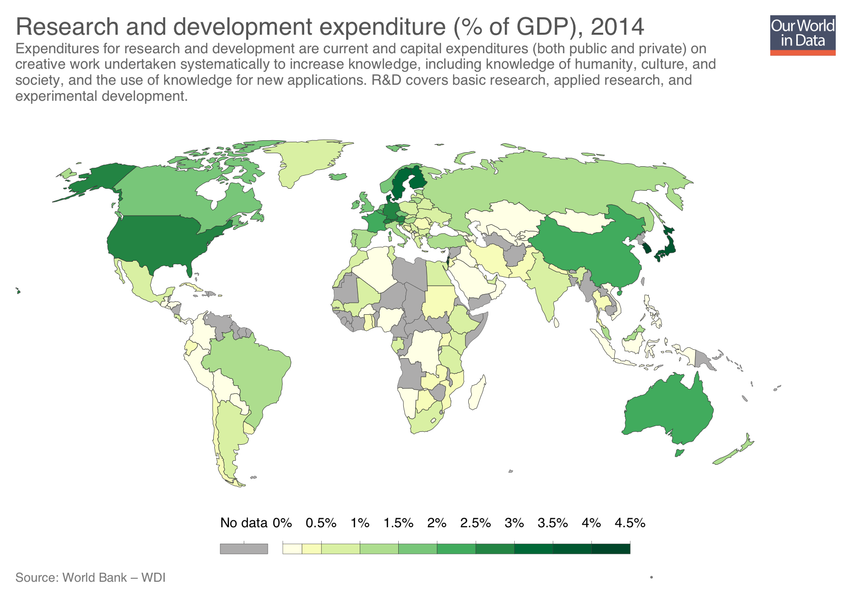 Research and development expenditure (% of GDP), 2014
Our World
in Data
Expenditures for research and development are current and capital expenditures (both public and private) on
creative work undertaken systematically to increase knowledge, including knowledge of humanity, culture, and
society, and the use of knowledge for new applications. R&D covers basic research, applied research, and
experimental development.
No data 0% 0.5% 1% 1.5% 2% 2.5% 3% 3.5% 4% 4.5%
Source: World Bank – WDI